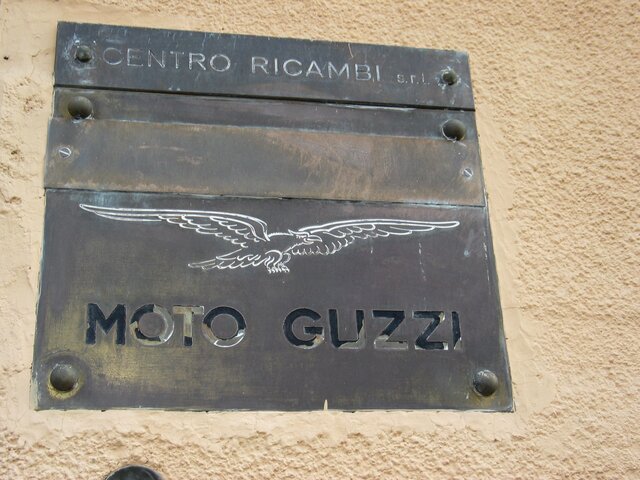 CENTRO RICAMBI s.r.l.
MOTO GUZZI